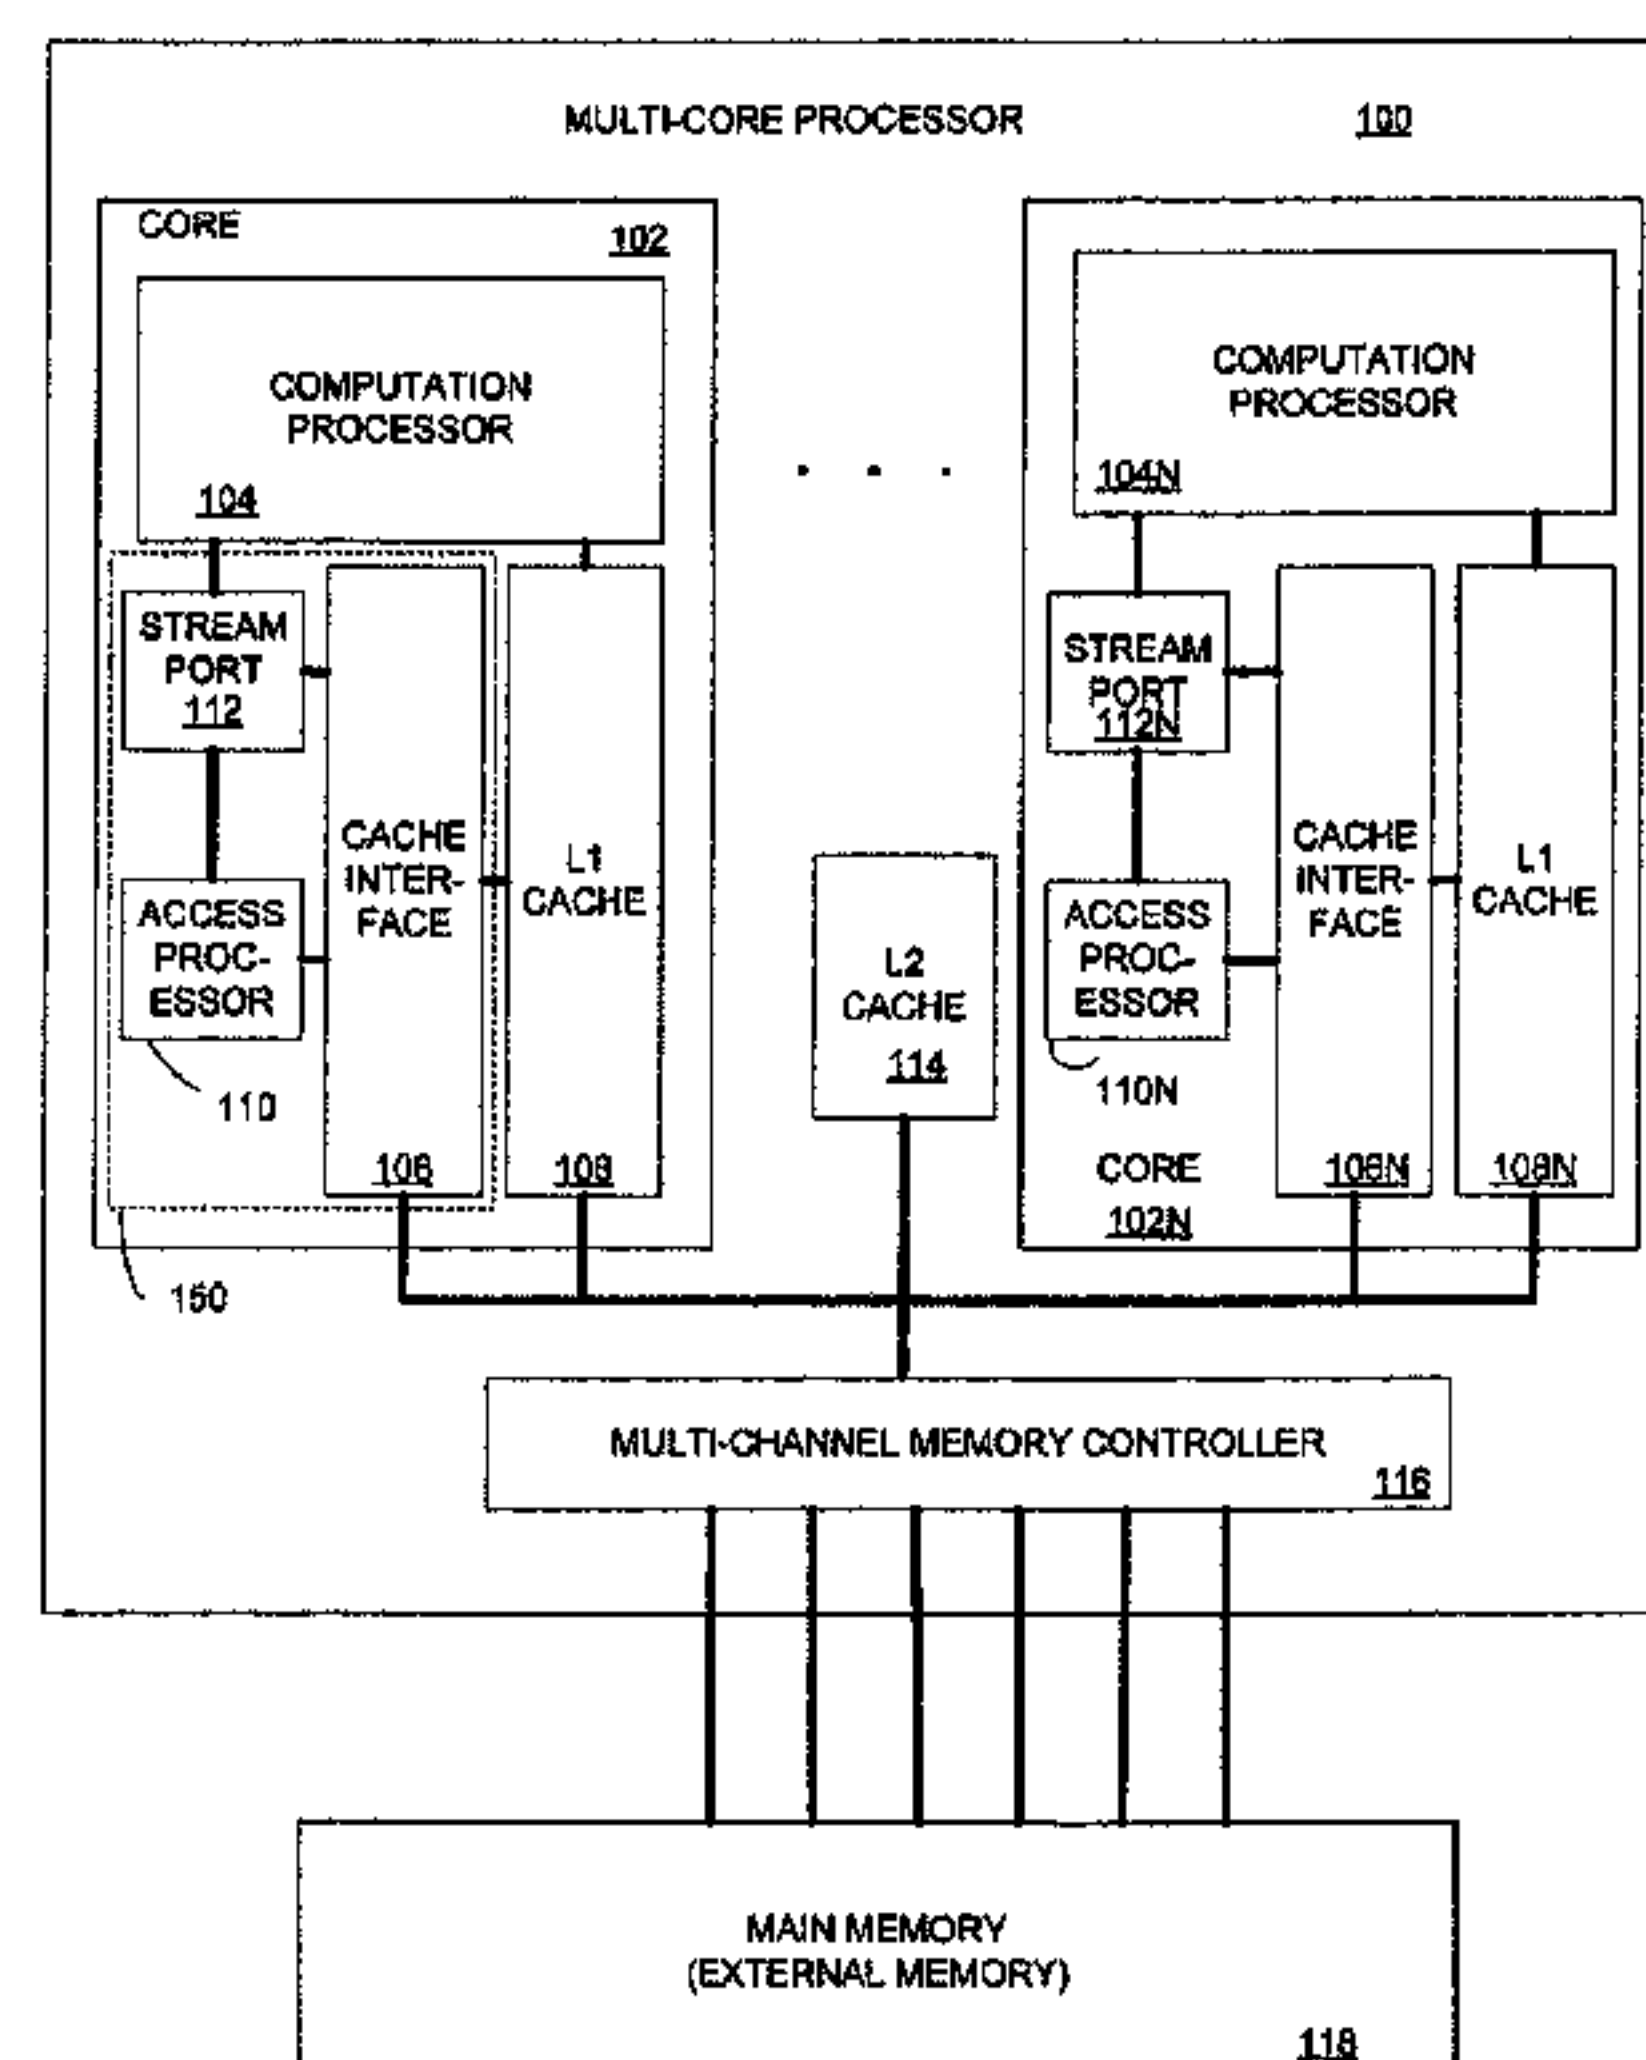 MULTI-CORE PROCESSOR 100
CORE
102
COMPUTATION
PROCESSOR
104
STREAM
PORT
112
ACCESS
PROC-
ESSOR
110
CACHE
INTER-
FACE
106
L1
CACHE
108
150
. . .
L2
CACHE
114
COMPUTATION
PROCESSOR
104N
STREAM
PORT
112N
ACCESS
PROC-
ESSOR
110N
CACHE
INTER-
FACE
106N
L1
CACHE
108N
CORE
102N
MULTI-CHANNEL MEMORY CONTROLLER
116
MAIN MEMORY
(EXTERNAL MEMORY)
118